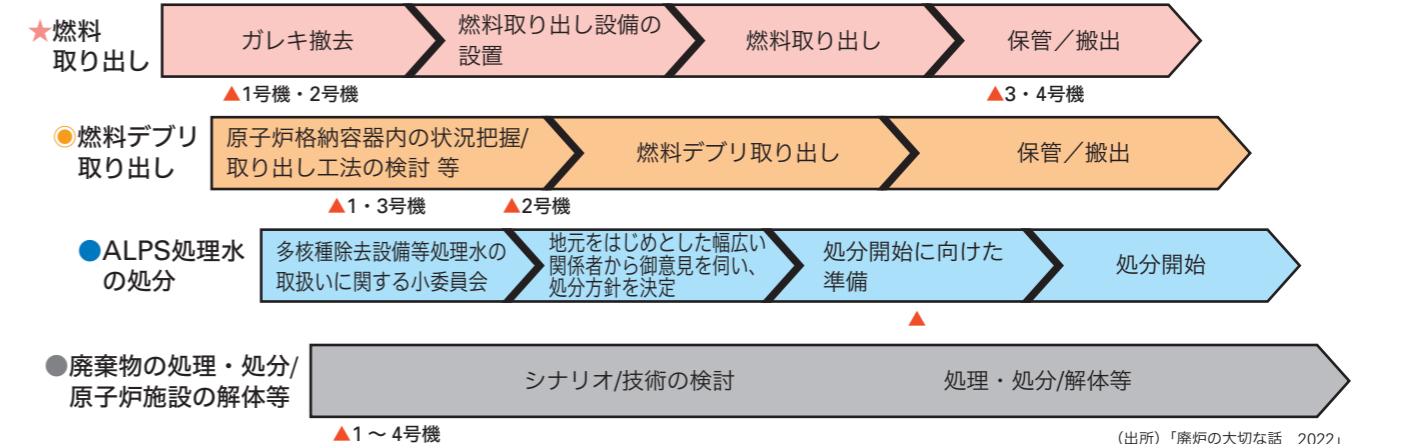 ★燃料
取り出し
ガレキ撤去
燃料取り出し設備の
設置
燃料取り出し
保管／搬出
▲1号機・2号機
▲3・4号機
◉燃料デブリ
取り出し
原子炉格納容器内の状況把握/
取り出し工法の検討 等
燃料デブリ取り出し
保管／搬出
▲1・3号機
▲2号機
●ALPS処理水
の処分
多核種除去設備等処理水の
取扱いに関する小委員会
地元をはじめとした幅広い
関係者から御意見を伺い、
処分方針を決定
処分開始に向けた
準備
処分開始
▲
●廃棄物の処理・処分/
原子炉施設の解体等
シナリオ/技術の検討
処理・処分/解体等
▲1～4号機
（出所）「廃炉の大切な話　2022」